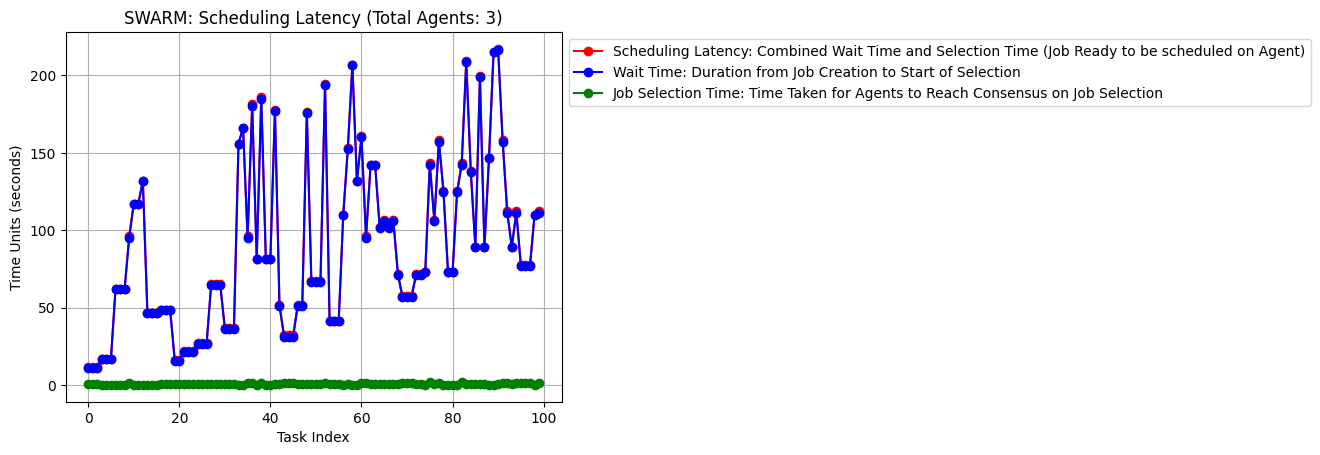 SWARM: Scheduling Latency (Total Agents: 3)
Scheduling Latency: Combined Wait Time and Selection Time (Job Ready to be scheduled on Agent)
Wait Time: Duration from Job Creation to Start of Selection
Job Selection Time: Time Taken for Agents to Reach Consensus on Job Selection
Time Units (seconds)
200
150
100
50
0
0 20 40 60 80 100
Task Index